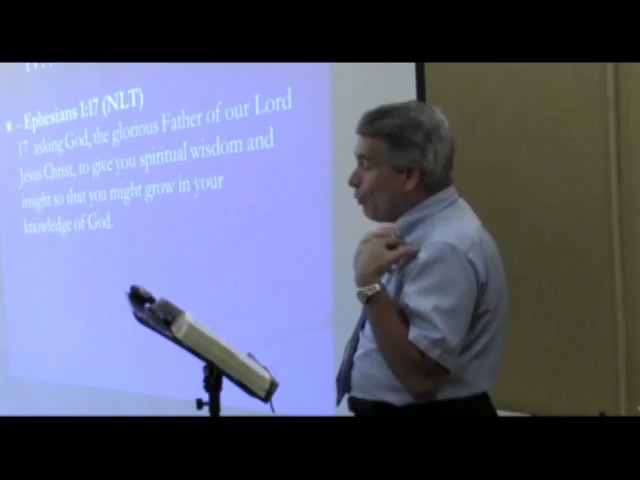 – Ephesians 1:17 (NLT)
17 asking God, the glorious Father of our Lord
Jesus Christ, to give you spiritual wisdom and
insight so that you might grow in your
knowledge of God.